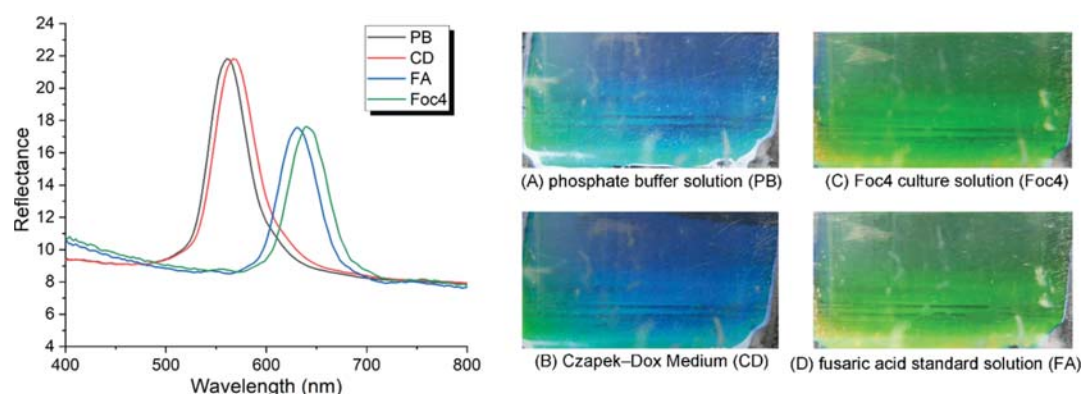 24
22
20
18
16
14
12
10
8
6
4
Reflectance
400 500 600 700 800
Wavelength (nm)
PB
CD
FA
Foc4
(A) phosphate buffer solution (PB)
(C) Foc4 culture solution (Foc4)
(B) Czapek–Dox Medium (CD)
(D) fusaric acid standard solution (FA)